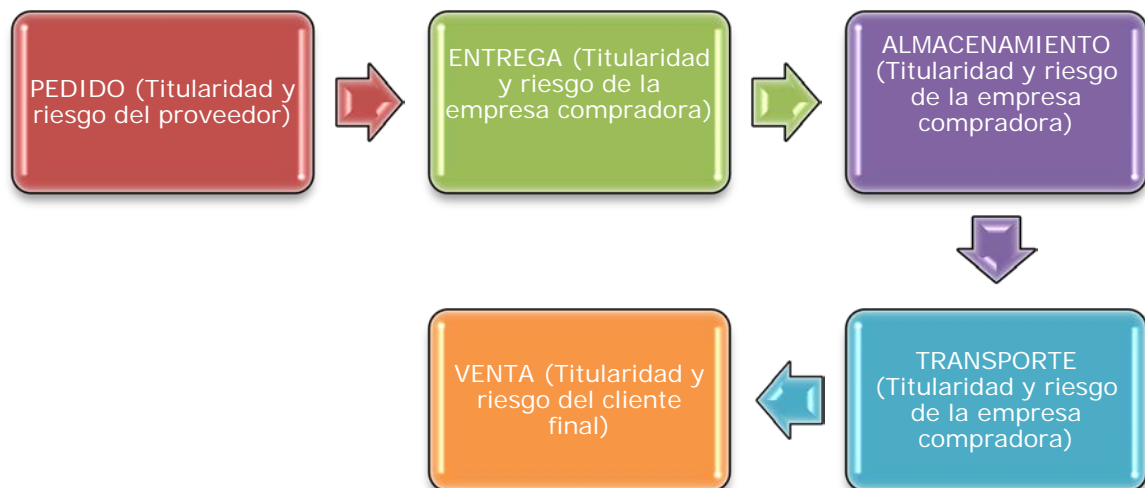 PEDIDO (Titularidad y
riesgo del proveedor)
ENTREGA (Titularidad
y riesgo de la
empresa compradora)
ALMACENAMIENTO
(Titularidad y riesgo
de la empresa
compradora)
TRANSPORTE
(Titularidad y riesgo
de la empresa
compradora)
VENTA (Titularidad y
riesgo del cliente
final)